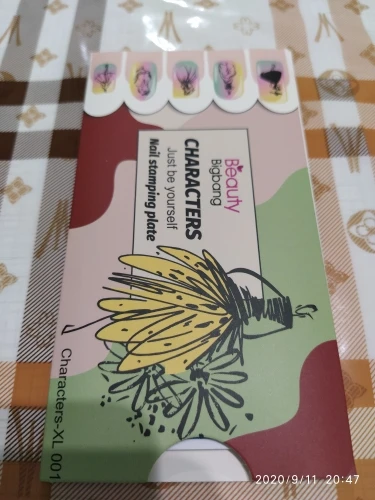 Beauty
Bigbang
CHARACTERS
Just be yourself
Nail stamping plate
Characters-XL 001
2020/9/11 20:47